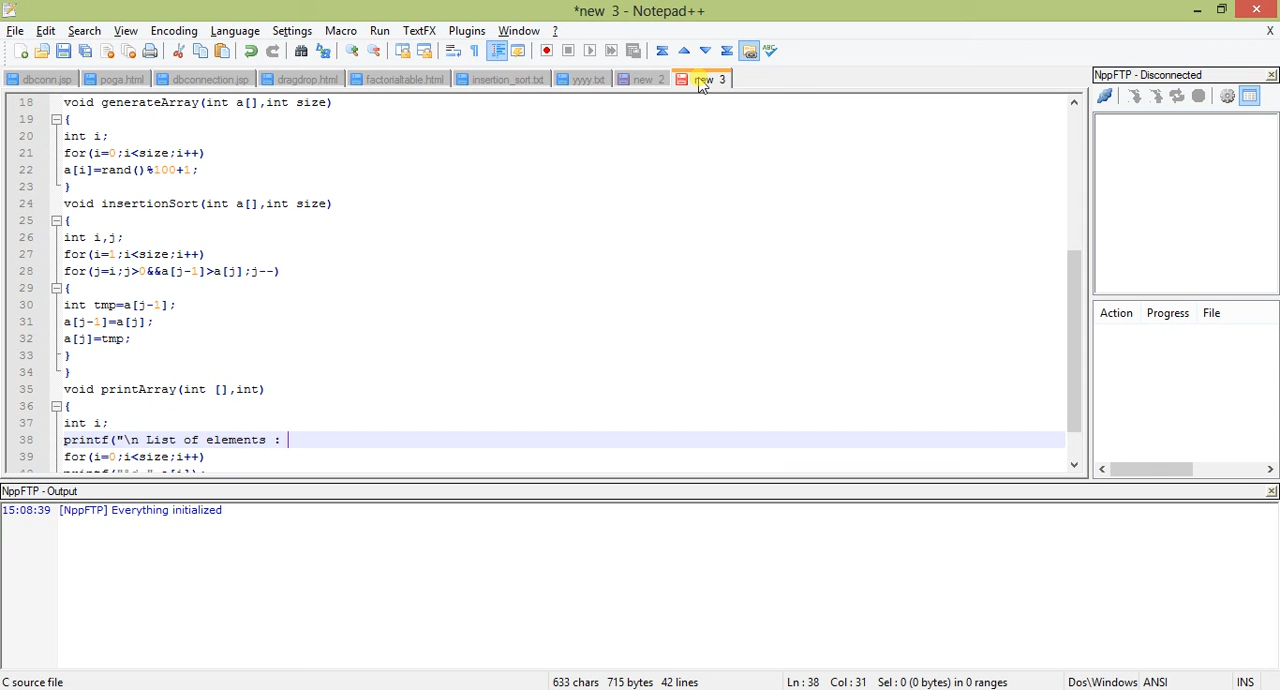 *new 3 - Notepad++
File Edit Search View Encoding Language Settings Macro Run TextFX Plugins Window ? X
dbconn.jsp poga.html dbconnection.jsp dragdrop.html factorialtable.html insertion_sort.txt yyyy.txt new 2 new 3
NppFTP - Disconnected
18 void generateArray(int a[],int size)
19 {
20 int i;
21 for(i=0;i<size;i++)
22 a[i]=rand()%100+1;
23 }
24 void insertionSort(int a[],int size)
25 {
26 int i,j;
27 for(i=1;i<size;i++)
28 for(j=i;j>0&&a[j-1]>a[j];j--)
29 {
30 int tmp=a[j-1];
31 a[j-1]=a[j];
32 a[j]=tmp;
33 }
34 }
35 void printArray(int [],int)
36 {
37 int i;
38 printf("\n List of elements :
39 for(i=0;i<size;i++)
Action Progress File
NppFTP - Output
15:08:39 [NppFTP] Everything initialized
C source file 633 chars 715 bytes 42 lines Ln : 38 Col : 31 Sel : 0 (0 bytes) in 0 ranges Dos\Windows ANSI INS